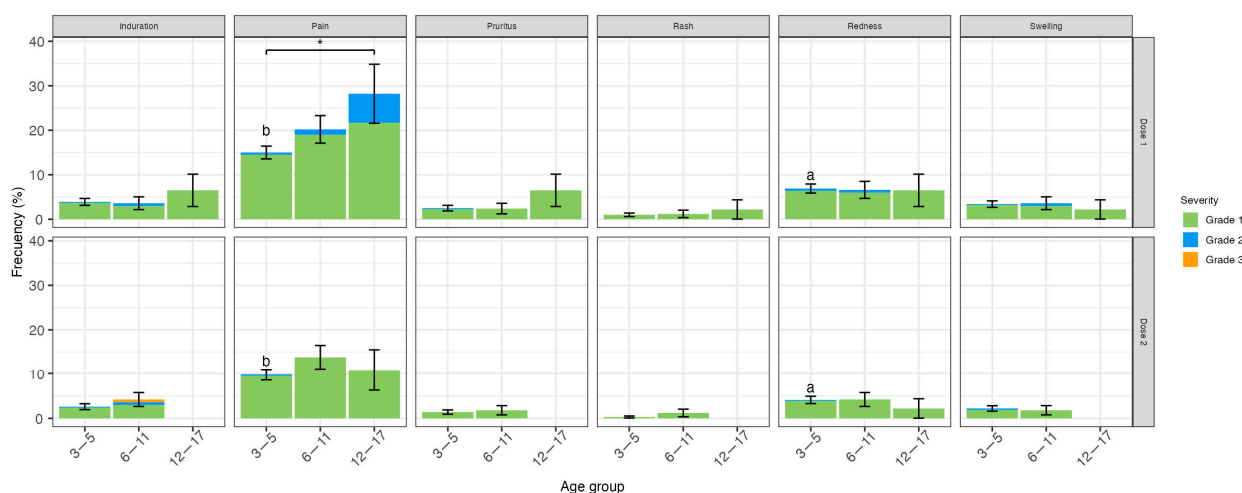 Induration Pain Pruritus Rash Redness Swelling
40
30
20
10
0
*
b
a
Dose 1
40
30
20
10
0
b
a
Dose 2
Frecuency (%)
3—5 6—11 12—17 3—5 6—11 12—17 3—5 6—11 12—17 3—5 6—11 12—17 3—5 6—11 12—17 3—5 6—11 12—17
Age group
Severity
Grade 1
Grade 2
Grade 3